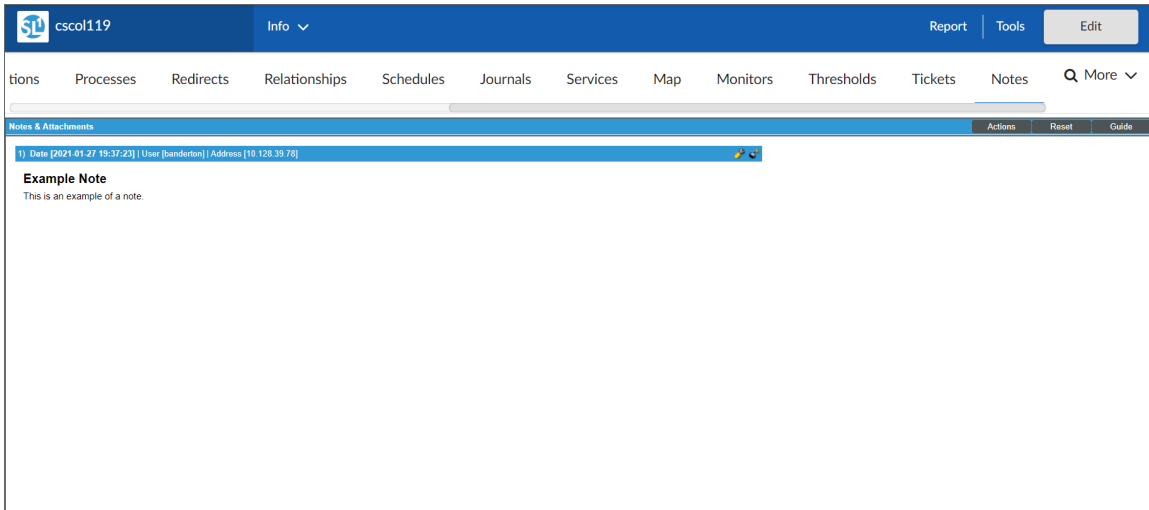 SL1 cscol119 Info Report Tools Edit
tions Processes Redirects Relationships Schedules Journals Services Map Monitors Thresholds Tickets Notes More
Notes & Attachments Actions Reset Guide
1) Date [2021-01-27 19:37:23] | User [banderton] | Address [10.128.39.78]
Example Note
This is an example of a note.